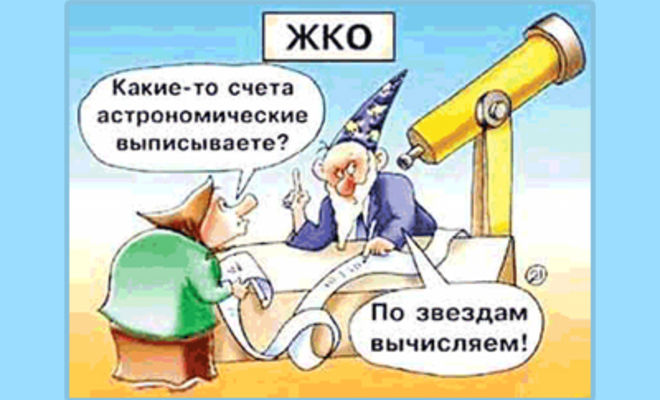 ЖКО
Какие-то счета
астрономические
выписываете?
По звездам
вычисляем!